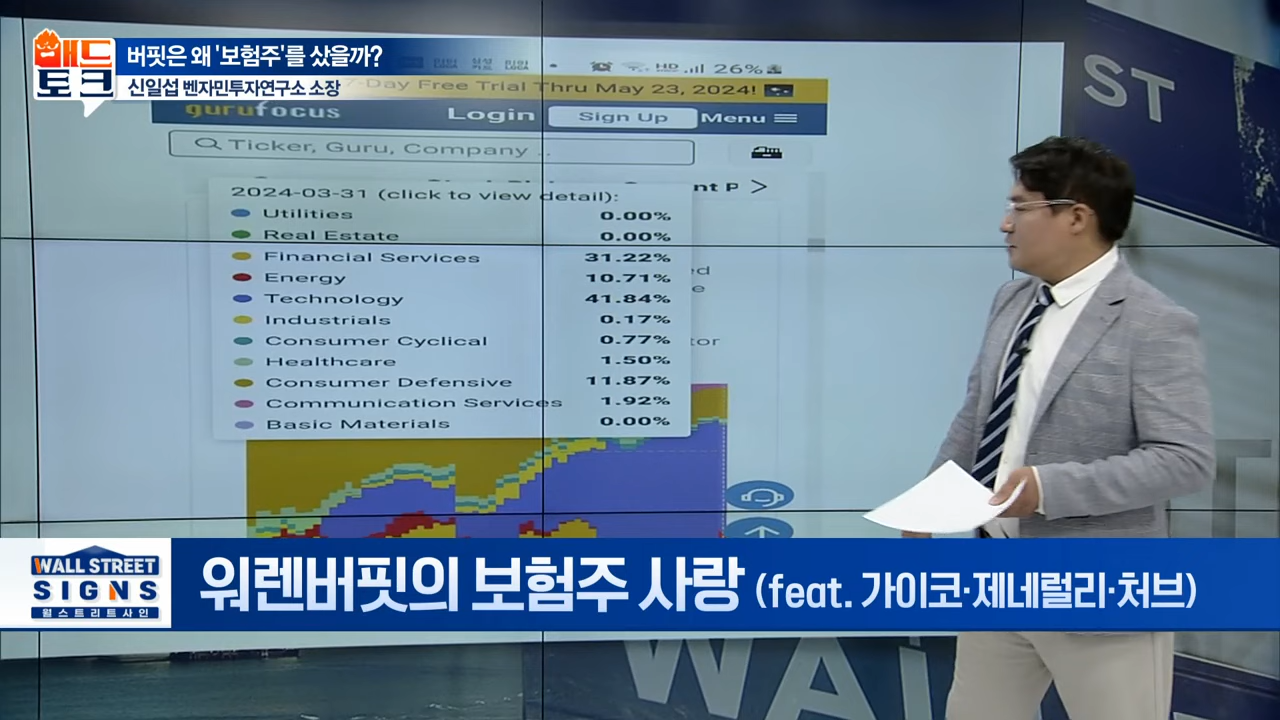 매드
토크
버핏은 왜 '보험주'를 샀을까?
신일섭 벤자민투자연구소 소장
HD 26%
7-Day Free Trial Thru May 23, 2024!
gurufocus Login Sign Up Menu
Ticker, Guru, Company ..
nt P >
2024-03-31 (click to view detail):
Utilities 0.00%
Real Estate 0.00%
Financial Services 31.22%
Energy 10.71%
Technology 41.84%
Industrials 0.17%
Consumer Cyclical 0.77%
Healthcare 1.50%
Consumer Defensive 11.87%
Communication Services 1.92%
Basic Materials 0.00%
ST
WALL STREET
SIGNS
월스트리트사인
워렌버핏의 보험주 사랑 (feat. 가이코·제네럴리·처브)
WAL